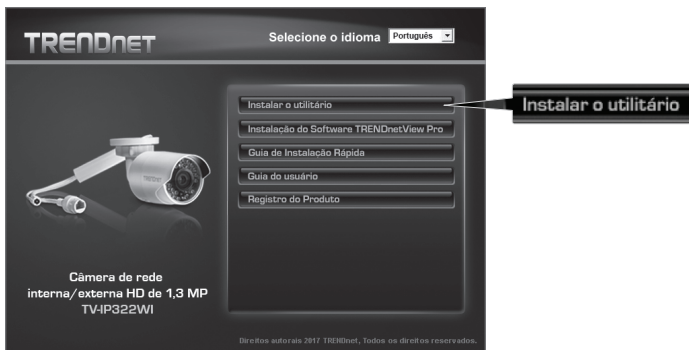 TRENDnet
Selecione o idioma Português
Instalar o utilitário
Instalar o utilitário
Instalação do Software TRENDnetView Pro
Guia de Instalação Rápida
Guia do usuário
Registro do Produto
TRENDnet
Câmera de rede
interna/externa HD de 1,3 MP
TV-IP322WI
Direitos autorais 2017 TRENDnet, Todos os direitos reservados.